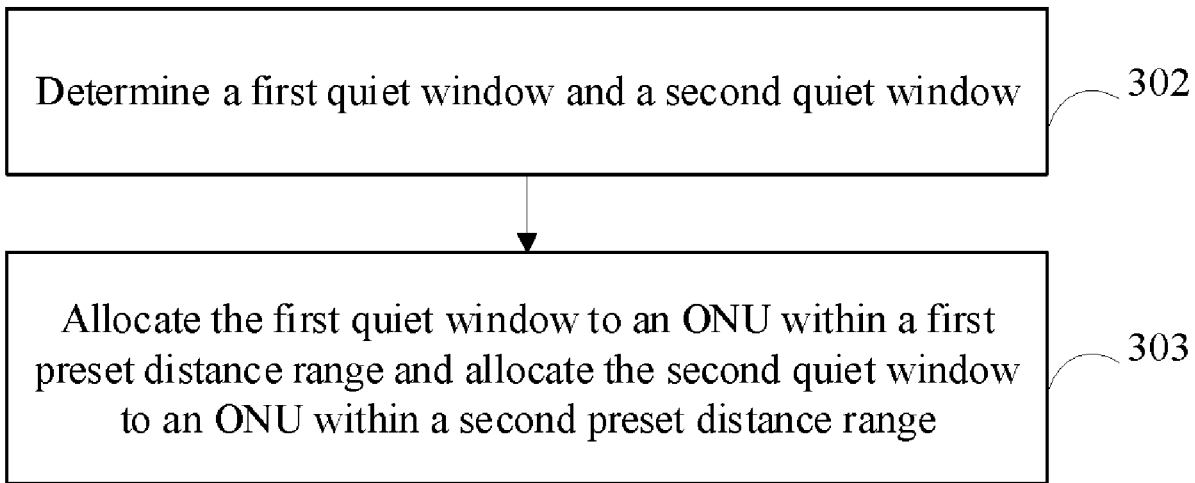 Determine a first quiet window and a second quiet window
302
Allocate the first quiet window to an ONU within a first
preset distance range and allocate the second quiet window
to an ONU within a second preset distance range
303